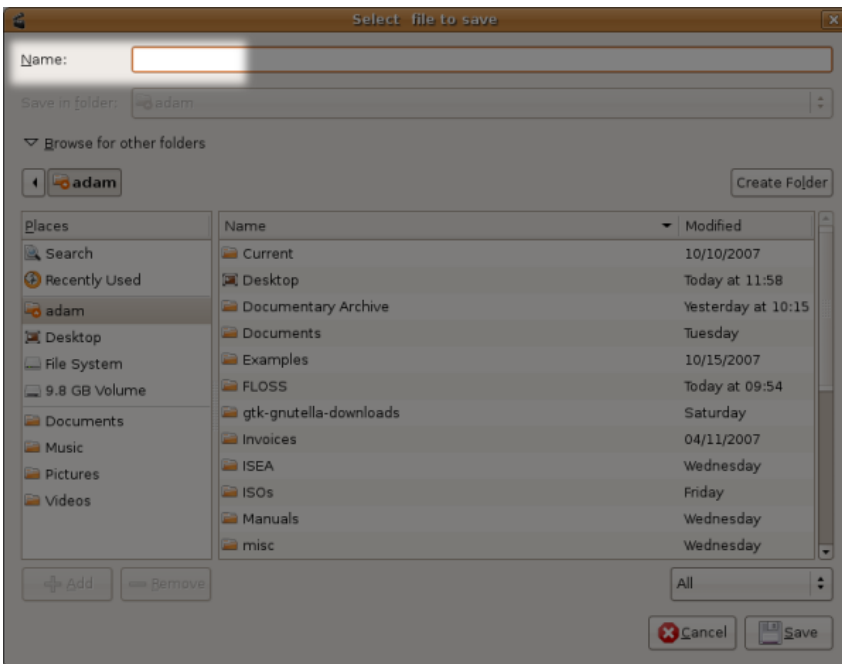 Select file to save
Name:
Save in folder: adam
Browse for other folders
adam
Create Folder
Places
Search
Recently Used
adam
Desktop
File System
9.8 GB Volume
Documents
Music
Pictures
Videos
Name Modified
Current 10/10/2007
Desktop Today at 11:58
Documentary Archive Yesterday at 10:15
Documents Tuesday
Examples 10/15/2007
FLOSS Today at 09:54
gtk-gnutella-downloads Saturday
Invoices 04/11/2007
ISEA Wednesday
ISOs Friday
Manuals Wednesday
misc Wednesday
Add Remove
All
Cancel Save